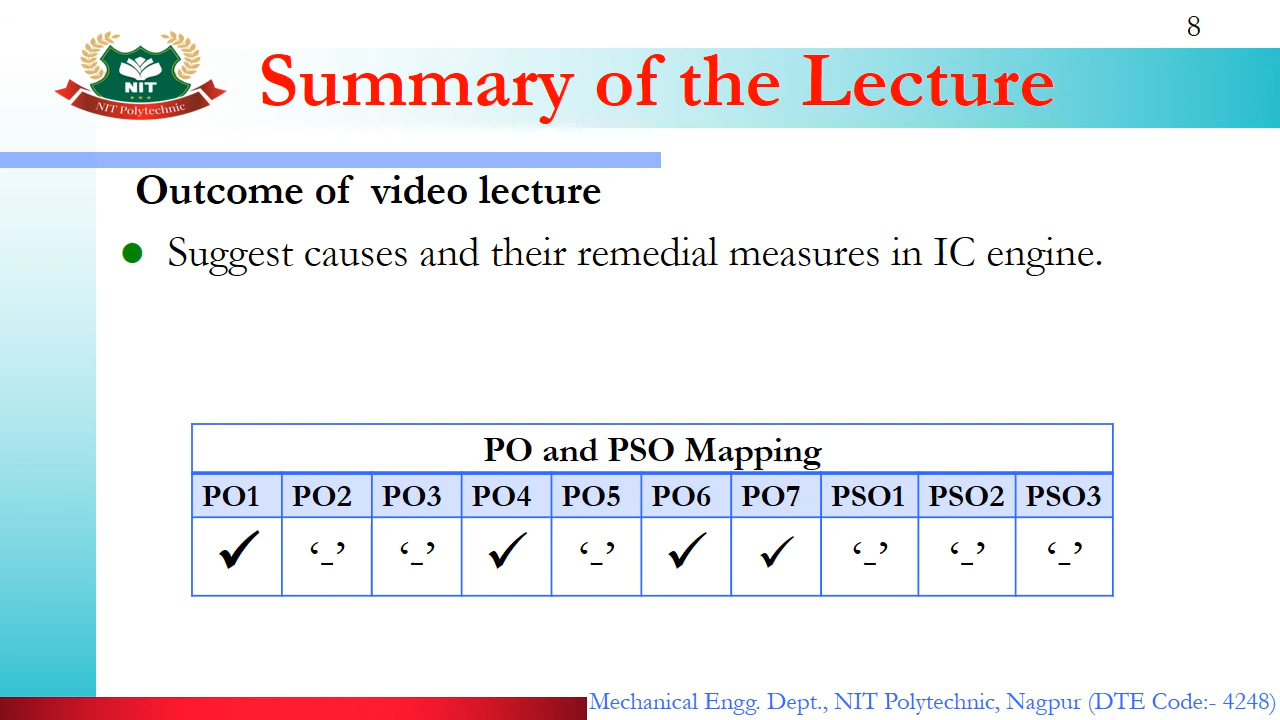 8
NIT
NIT Polytechnic
Summary of the Lecture
Outcome of video lecture
Suggest causes and their remedial measures in IC engine.
PO and PSO Mapping
PO1 PO2 PO3 PO4 PO5 PO6 PO7 PSO1 PSO2 PSO3
✓ ‘-’ ‘-’ ✓ ‘-’ ✓ ✓ ‘-’ ‘-’ ‘-’
Mechanical Engg. Dept., NIT Polytechnic, Nagpur (DTE Code:- 4248)